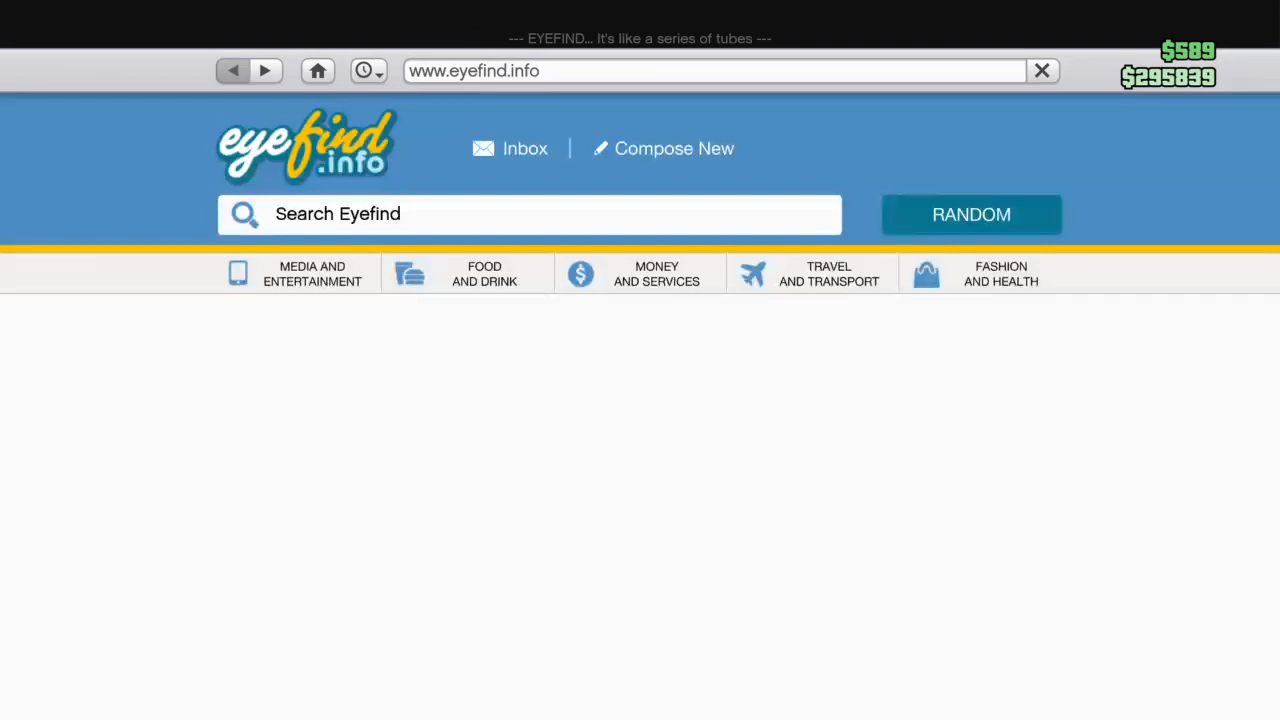 --- EYEFIND... It's like a series of tubes ---
$589
www.eyefind.info
$295839
eyefind
.info
Inbox
Compose New
Search Eyefind
RANDOM
MEDIA AND
ENTERTAINMENT
FOOD
AND DRINK
MONEY
AND SERVICES
TRAVEL
AND TRANSPORT
FASHION
AND HEALTH